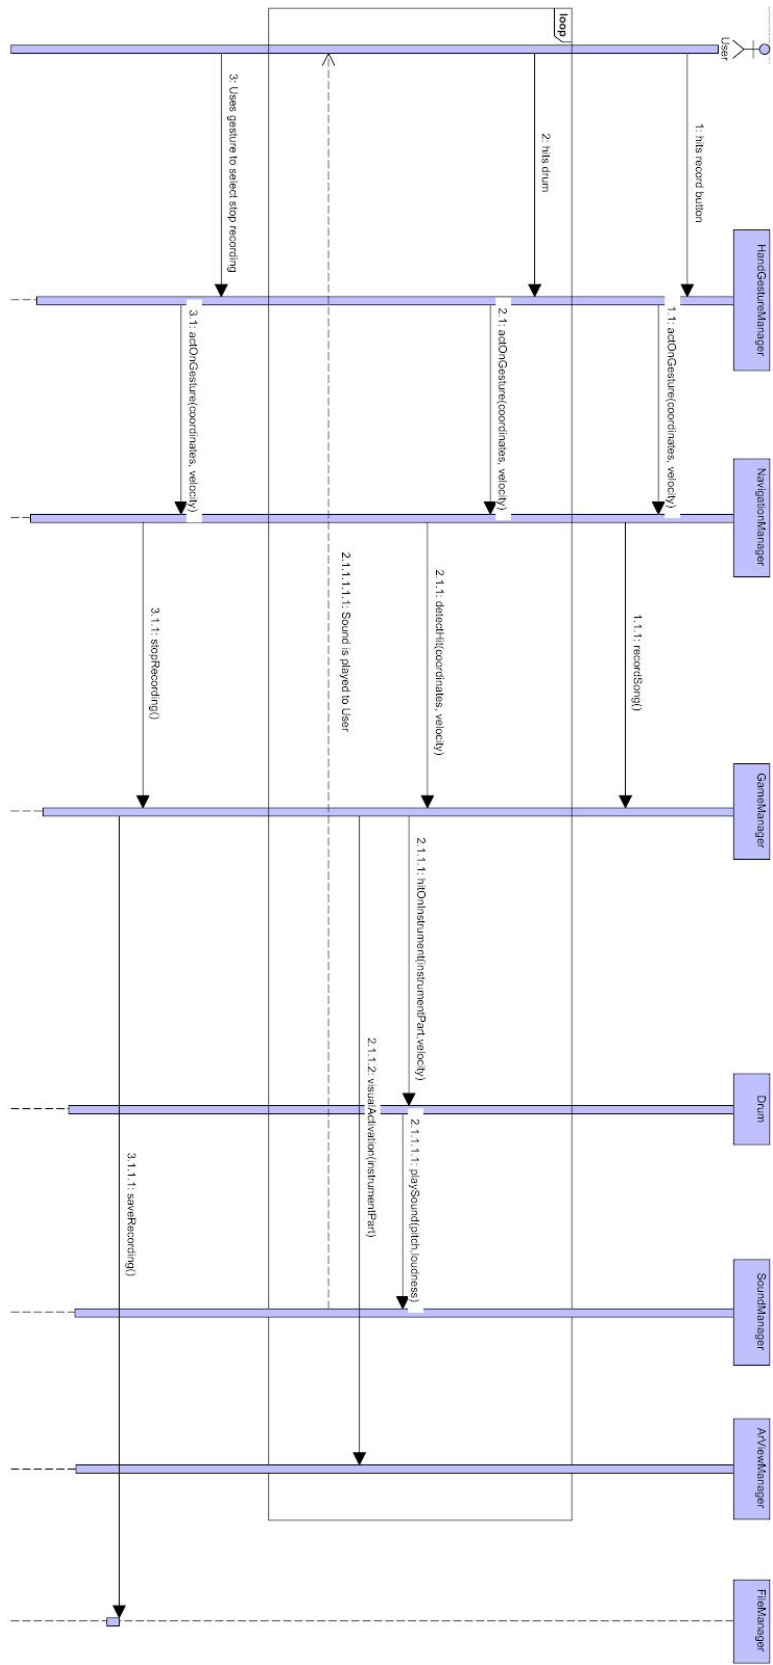 loop
User
HandGestureManager
NavigationManager
GameManager
Drum
SoundManager
ArViewManager
FileManager
1: hits record button
1.1: actOnGesture(coordinates, velocity)
1.1.1: recordSong()
2: hits drum
2.1: actOnGesture(coordinates, velocity)
2.1.1: detectHit(coordinates, velocity)
2.1.1.1: hitOnInstrument(instrumentPart,velocity)
2.1.1.1.1: playSound(pitch,loudness)
2.1.1.2: visualActivation(instrumentPart)
2.1.1.1.1.1: Sound is played to User
3: Uses gesture to select stop recording
3.1: actOnGesture(coordinates, velocity)
3.1.1: stopRecording()
3.1.1.1: saveRecording()